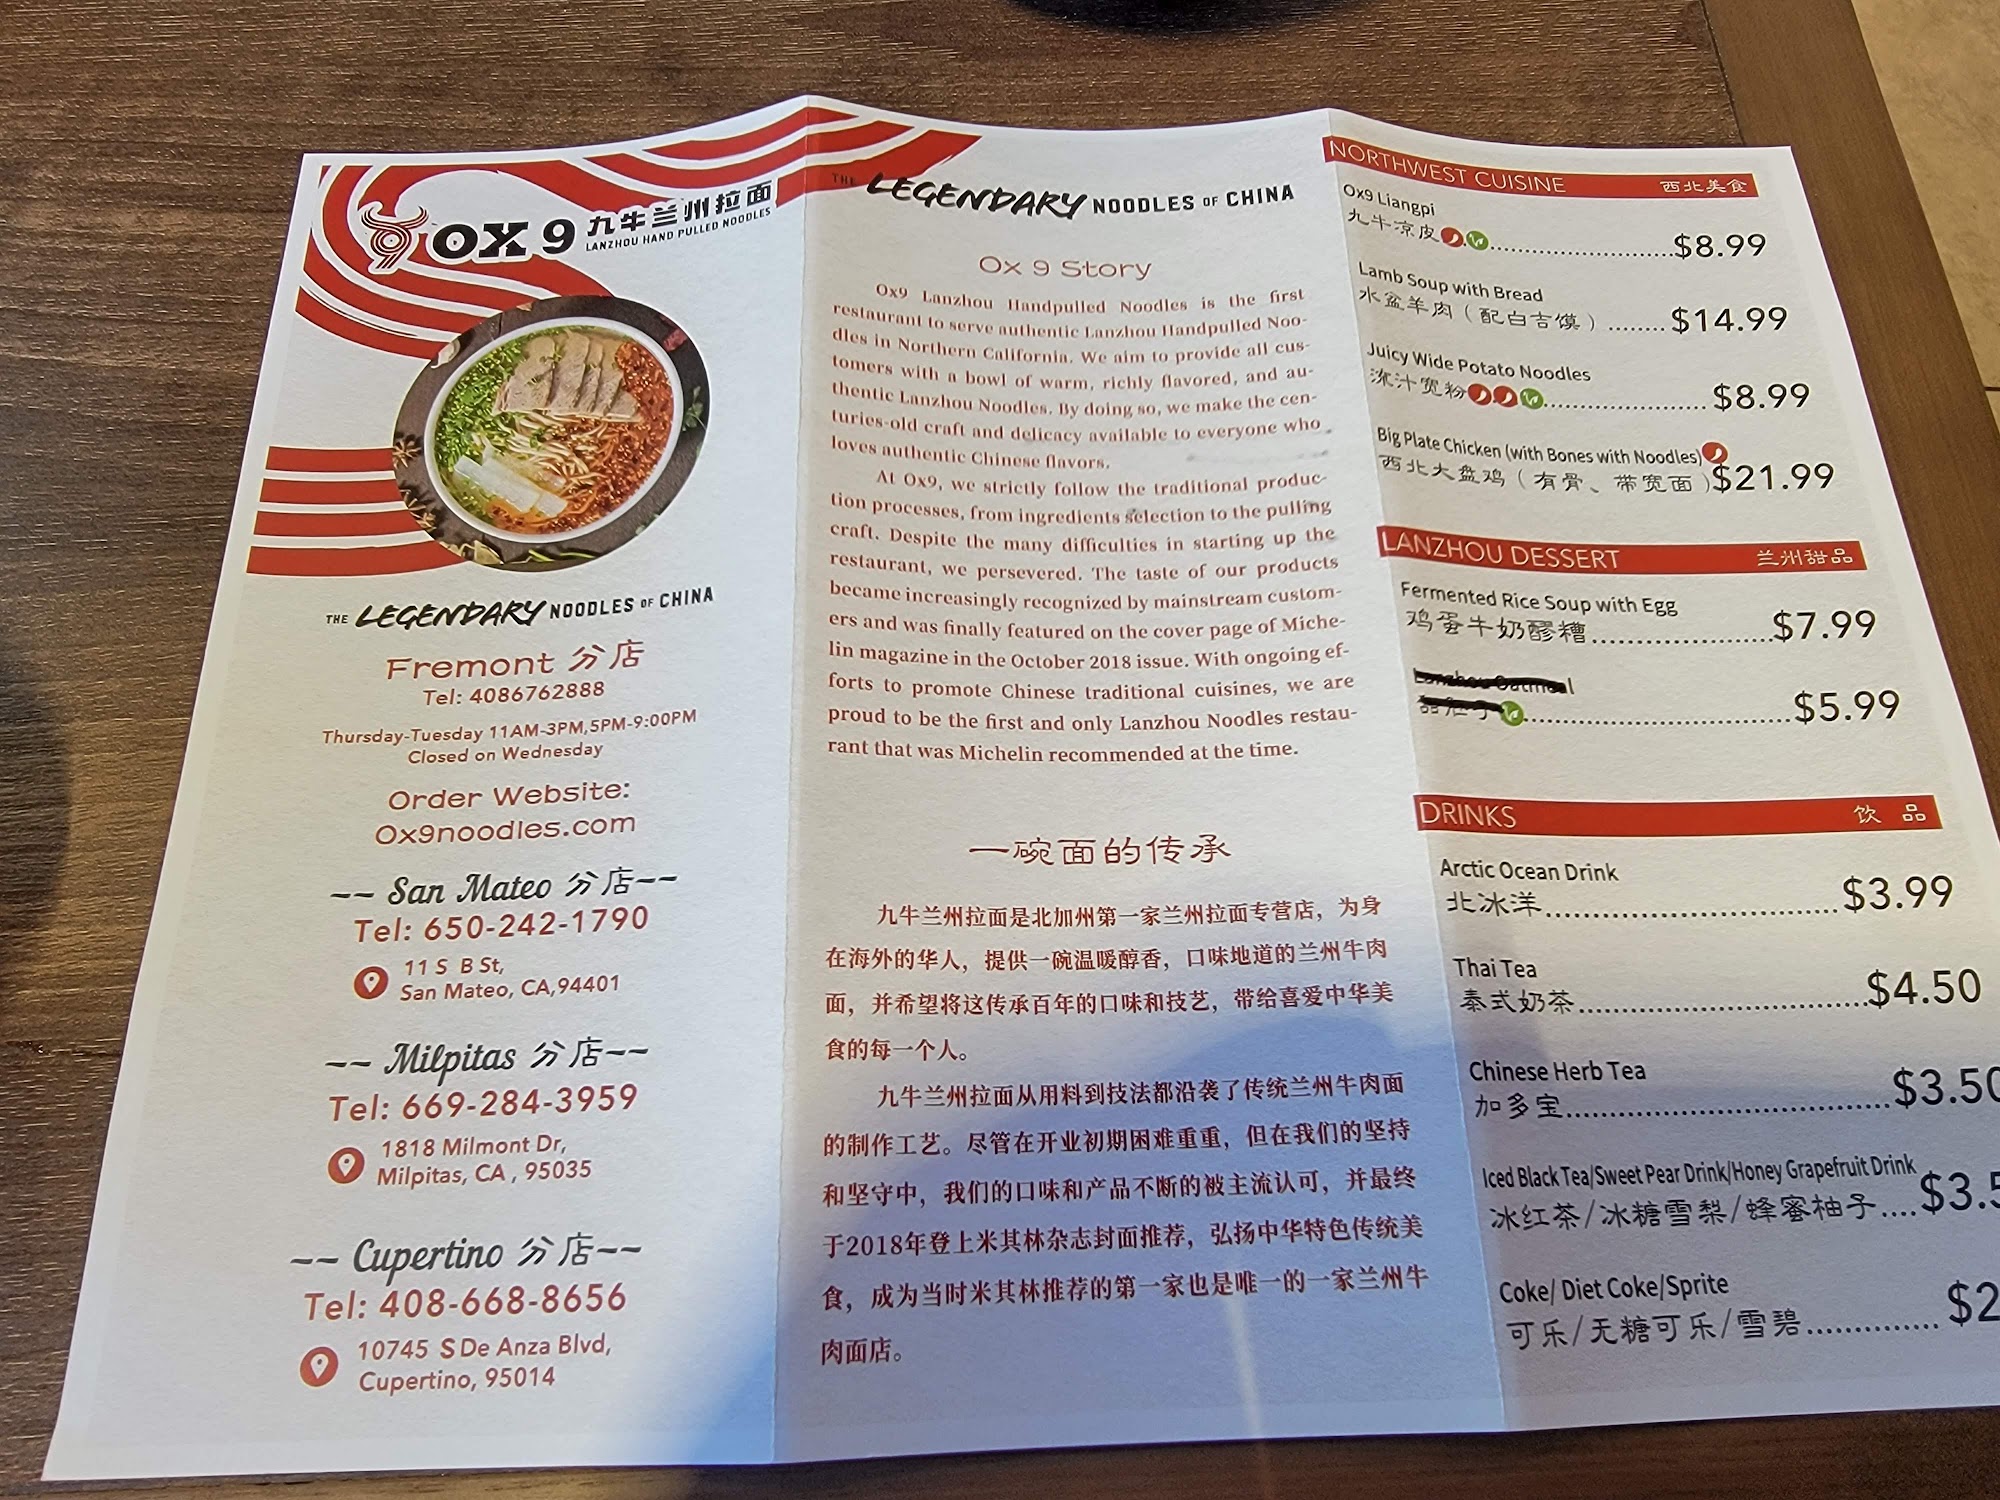 OX 9 九牛兰州拉面
LANZHOU HAND PULLED NOODLES
THE LEGENDARY NOODLES OF CHINA
Fremont 分店
Tel: 4086762888
Thursday-Tuesday 11AM-3PM,5PM-9:00PM
Closed on Wednesday
Order Website:
Ox9noodles.com
-- San Mateo 分店--
Tel: 650-242-1790
11 S B St,
San Mateo, CA,94401
-- Milpitas 分店--
Tel: 669-284-3959
1818 Milmont Dr,
Milpitas, CA , 95035
-- Cupertino 分店--
Tel: 408-668-8656
10745 S De Anza Blvd,
Cupertino, 95014
THE LEGENDARY NOODLES OF CHINA
Ox 9 Story
Ox9 Lanzhou Handpulled Noodles is the first
restaurant to serve authentic Lanzhou Handpulled Noo-
dles in Northern California. We aim to provide all cus-
tomers with a bowl of warm, richly flavored, and au-
thentic Lanzhou Noodles. By doing so, we make the cen-
turies-old craft and delicacy available to everyone who
loves authentic Chinese flavors.
At Ox9, we strictly follow the traditional produc-
tion processes, from ingredients selection to the pulling
craft. Despite the many difficulties in starting up the
restaurant, we persevered. The taste of our products
became increasingly recognized by mainstream custom-
ers and was finally featured on the cover page of Miche-
lin magazine in the October 2018 issue. With ongoing ef-
forts to promote Chinese traditional cuisines, we are
proud to be the first and only Lanzhou Noodles restau-
rant that was Michelin recommended at the time.
一碗面的传承
九牛兰州拉面是北加州第一家兰州拉面专营店，为身
在海外的华人，提供一碗温暖醇香，口味地道的兰州牛肉
面，并希望将这传承百年的口味和技艺，带给喜爱中华美
食的每一个人。
九牛兰州拉面从用料到技法都沿袭了传统兰州牛肉面
的制作工艺。尽管在开业初期困难重重，但在我们的坚持
和坚守中，我们的口味和产品不断的被主流认可，并最终
于2018年登上米其林杂志封面推荐，弘扬中华特色传统美
食，成为当时米其林推荐的第一家也是唯一的一家兰州牛
肉面店。
NORTHWEST CUISINE 西北美食
Ox9 Liangpi
九牛凉皮 $8.99
Lamb Soup with Bread
水盆羊肉（配白吉馍） $14.99
Juicy Wide Potato Noodles
流汁宽粉 $8.99
Big Plate Chicken (with Bones with Noodles)
西北大盘鸡（有骨、带宽面） $21.99
LANZHOU DESSERT 兰州甜品
Fermented Rice Soup with Egg
鸡蛋牛奶醪糟 $7.99
Lanzhou Oatmeal
$5.99
DRINKS 饮 品
Arctic Ocean Drink
北冰洋 $3.99
Thai Tea
泰式奶茶 $4.50
Chinese Herb Tea
加多宝 $3.50
Iced Black Tea/Sweet Pear Drink/Honey Grapefruit Drink
冰红茶/冰糖雪梨/蜂蜜柚子 $3.5
Coke/ Diet Coke/Sprite
可乐/无糖可乐/雪碧 $2